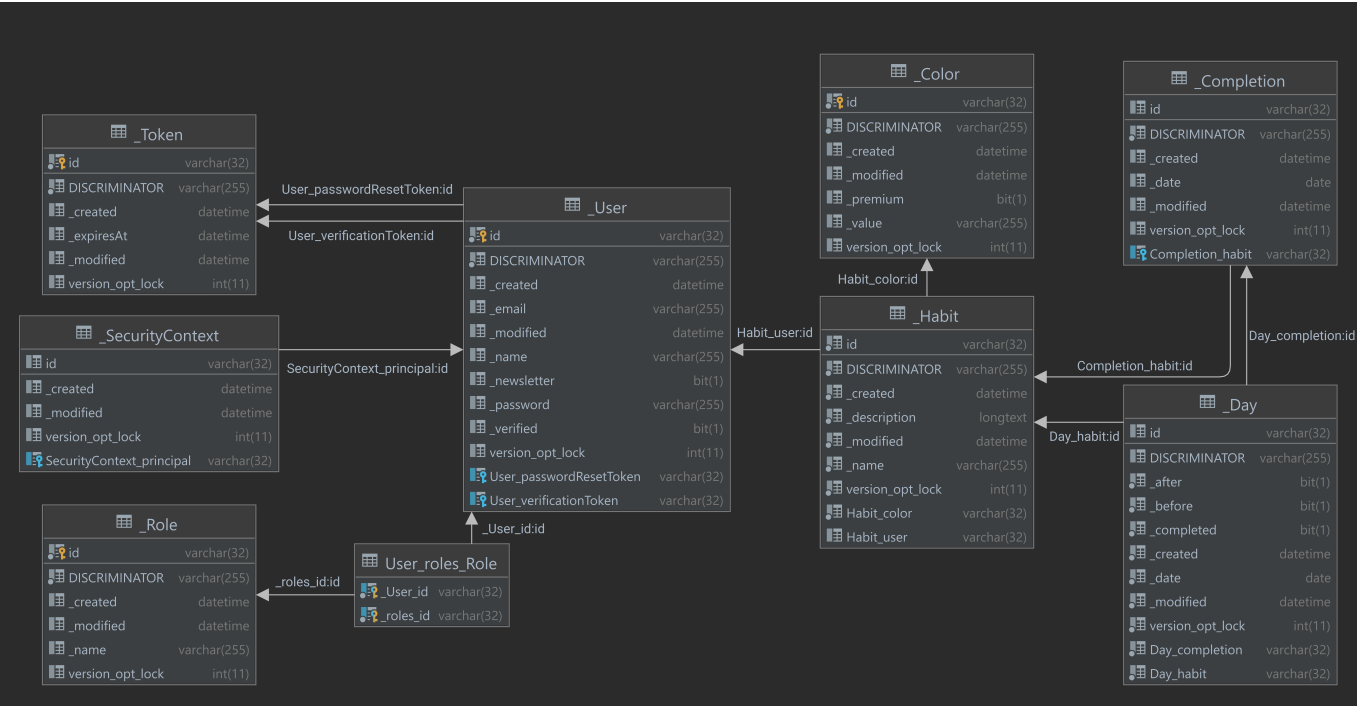 _Token
id varchar(32)
DISCRIMINATOR varchar(255)
_created datetime
_expiresAt datetime
_modified datetime
version_opt_lock int(11)
_SecurityContext
id varchar(32)
_created datetime
_modified datetime
version_opt_lock int(11)
SecurityContext_principal varchar(32)
_Role
id varchar(32)
DISCRIMINATOR varchar(255)
_created datetime
_modified datetime
_name varchar(255)
version_opt_lock int(11)
User_passwordResetToken:id
User_verificationToken:id
SecurityContext_principal:id
_roles_id:id
_User
id varchar(32)
DISCRIMINATOR varchar(255)
_created datetime
_email varchar(255)
_modified datetime
_name varchar(255)
_newsletter bit(1)
_password varchar(255)
_verified bit(1)
version_opt_lock int(11)
User_passwordResetToken varchar(32)
User_verificationToken varchar(32)
_User_id:id
User_roles_Role
_User_id varchar(32)
_roles_id varchar(32)
Habit_user:id
_Color
id varchar(32)
DISCRIMINATOR varchar(255)
_created datetime
_modified datetime
_premium bit(1)
_value varchar(255)
version_opt_lock int(11)
Habit_color:id
_Habit
id varchar(32)
DISCRIMINATOR varchar(255)
_created datetime
_description longtext
_modified datetime
_name varchar(255)
version_opt_lock int(11)
Habit_color varchar(32)
Habit_user varchar(32)
_Completion
id varchar(32)
DISCRIMINATOR varchar(255)
_created datetime
_date date
_modified datetime
version_opt_lock int(11)
Completion_habit varchar(32)
Day_completion:id
Completion_habit:id
Day_habit:id
_Day
id varchar(32)
DISCRIMINATOR varchar(255)
_after bit(1)
_before bit(1)
_completed bit(1)
_created datetime
_date date
_modified datetime
version_opt_lock int(11)
Day_completion varchar(32)
Day_habit varchar(32)